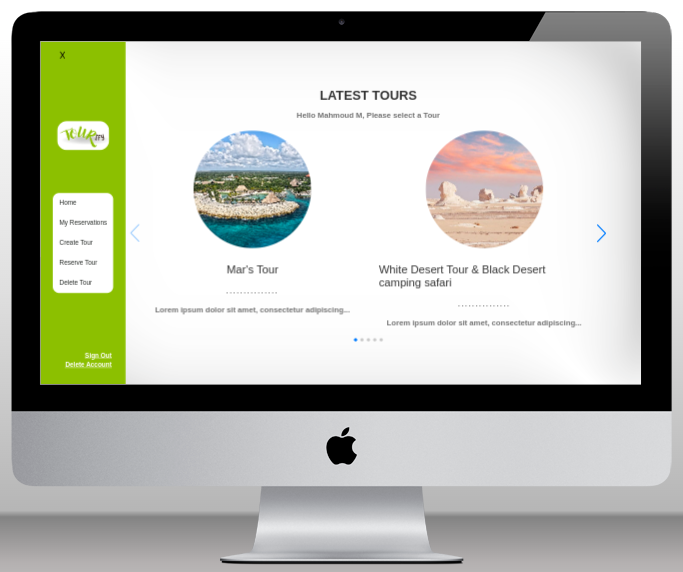 X
TOUR
Home
My Reservations
Create Tour
Reserve Tour
Delete Tour
Sign Out
Delete Account
LATEST TOURS
Hello Mahmoud M, Please select a Tour
Mar's Tour
...............
Lorem ipsum dolor sit amet, consectetur adipiscing...
White Desert Tour & Black Desert
camping safari
...............
Lorem ipsum dolor sit amet, consectetur adipiscing...